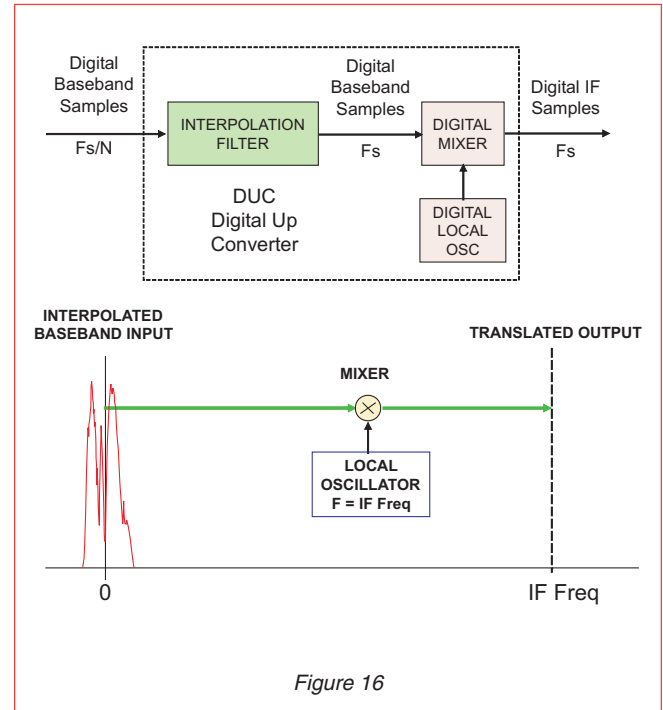 Digital
Baseband
Samples
Fs/N
INTERPOLATION
FILTER
Digital
Baseband
Samples
Fs
DIGITAL
MIXER
Digital IF
Samples
Fs
DUC
Digital Up
Converter
DIGITAL
LOCAL
OSC
INTERPOLATED
BASEBAND INPUT
TRANSLATED OUTPUT
MIXER
LOCAL
OSCILLATOR
F = IF Freq
0
IF Freq
Figure 16